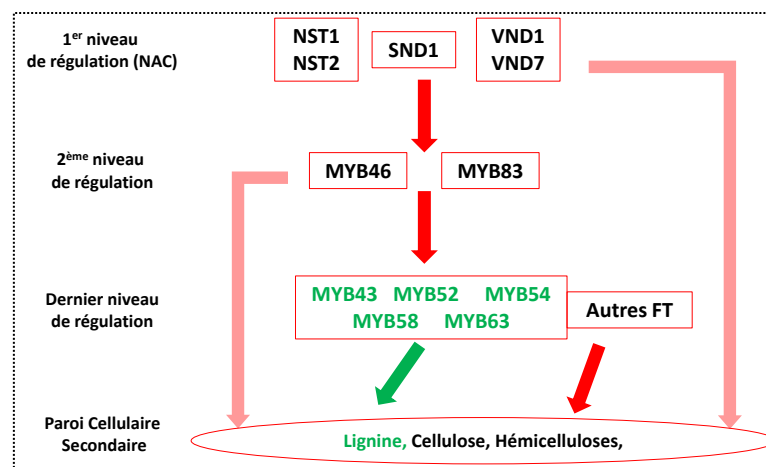 1er niveau
de régulation (NAC)
NST1
NST2
SND1
VND1
VND7
2ème niveau
de régulation
MYB46
MYB83
Dernier niveau
de régulation
MYB43 MYB52 MYB54
MYB58 MYB63
Autres FT
Paroi Cellulaire
Secondaire
Lignine, Cellulose, Hémicelluloses,